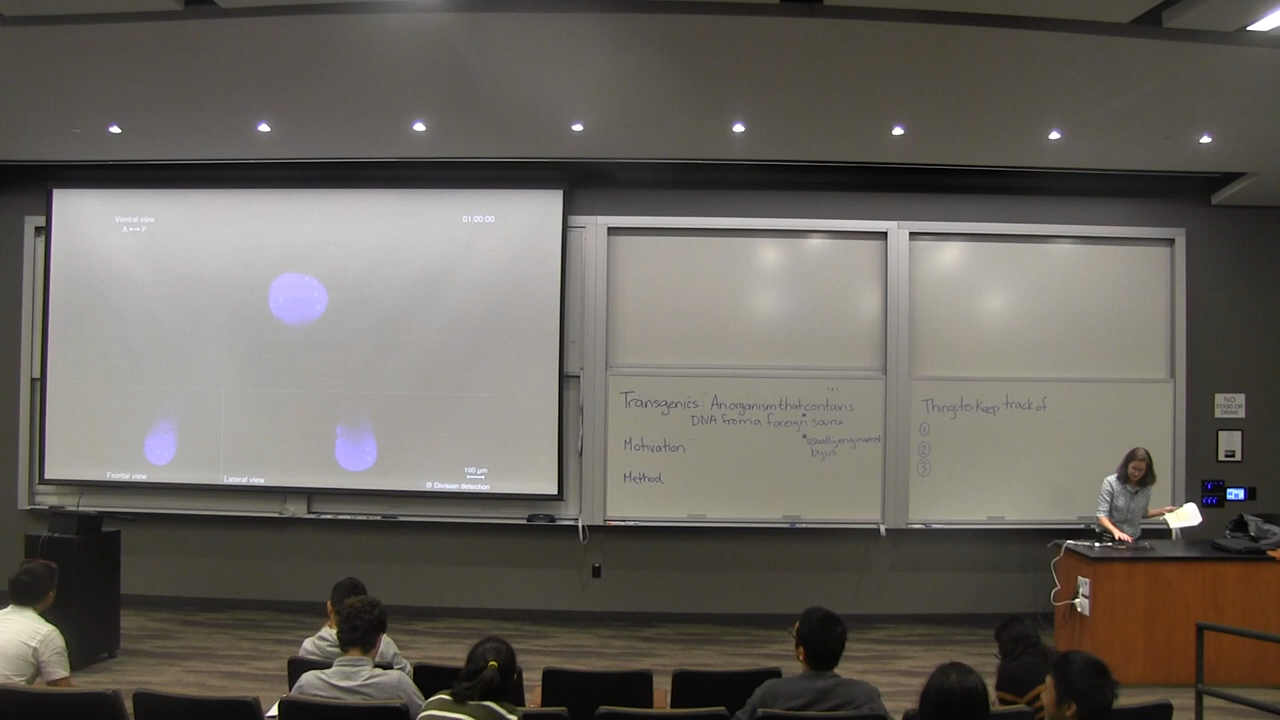 Ventral view
A ⟷ P
01:00:00
Frontal view
Lateral view
100 µm
© Division detection
Transgenics: An organism that contains
DNA from a foreign* source
*usually engineered
by us
Motivation
Method
Things to keep track of
①
②
③
NO
FOOD OR
DRINK